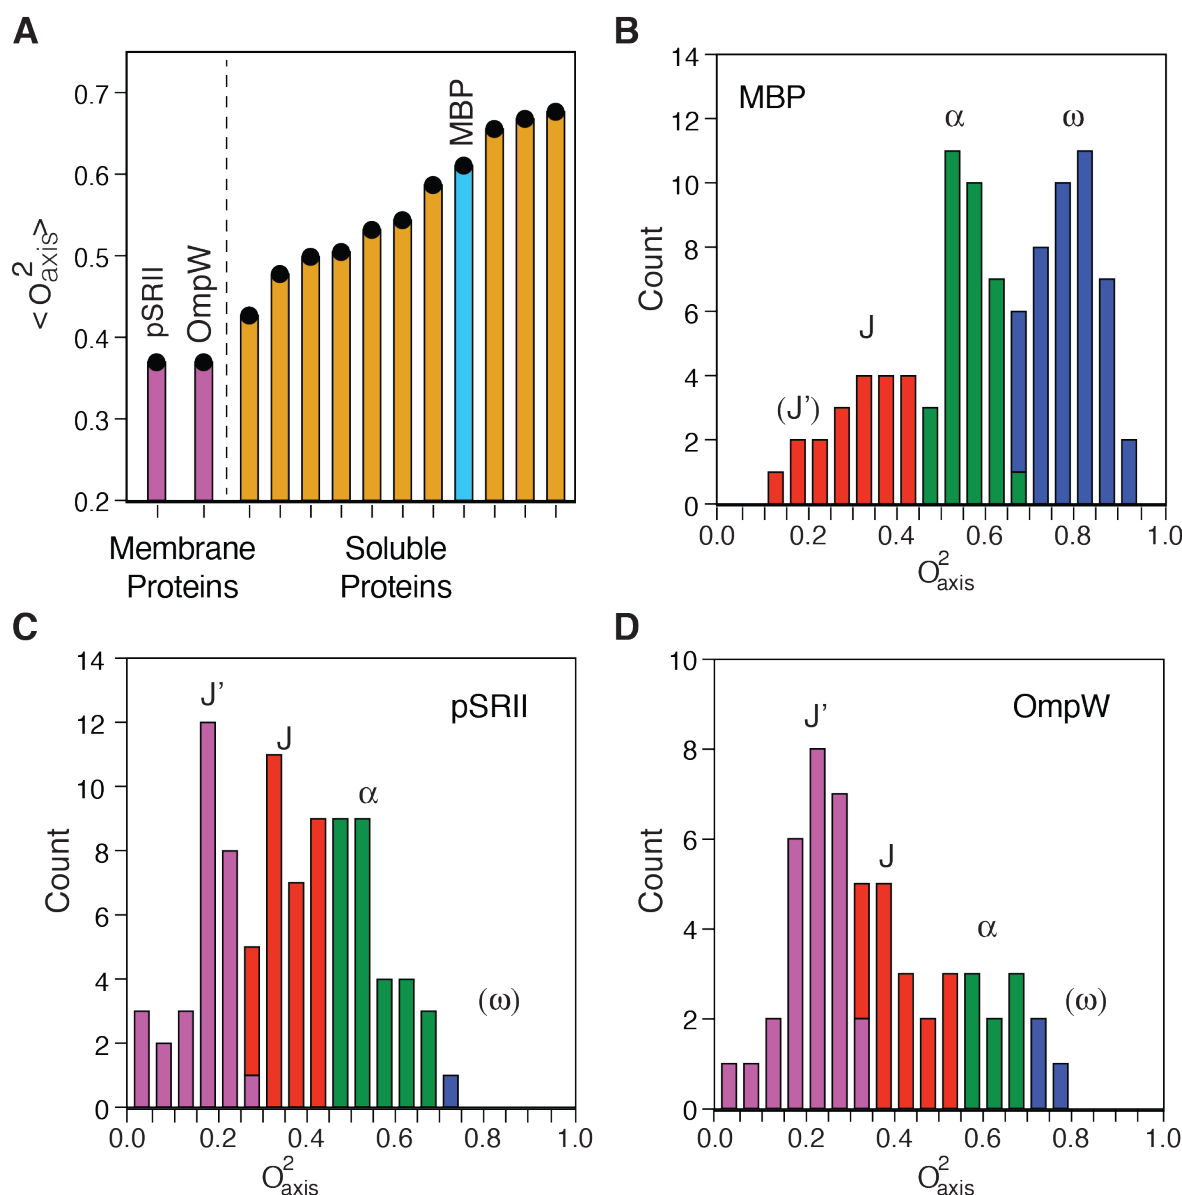 A
< O²axis>
0.7
0.6
0.5
0.4
0.3
0.2
pSRII
OmpW
MBP
Membrane
Proteins
Soluble
Proteins
B
MBP
Count
14
12
10
8
6
4
2
0
(J’)
J
α
ω
0.0 0.2 0.4 0.6 0.8 1.0
O²axis
C
pSRII
Count
14
12
10
8
6
4
2
0
J’
J
α
(ω)
0.0 0.2 0.4 0.6 0.8 1.0
O²axis
D
OmpW
Count
10
8
6
4
2
0
J’
J
α
(ω)
0.0 0.2 0.4 0.6 0.8 1.0
O²axis